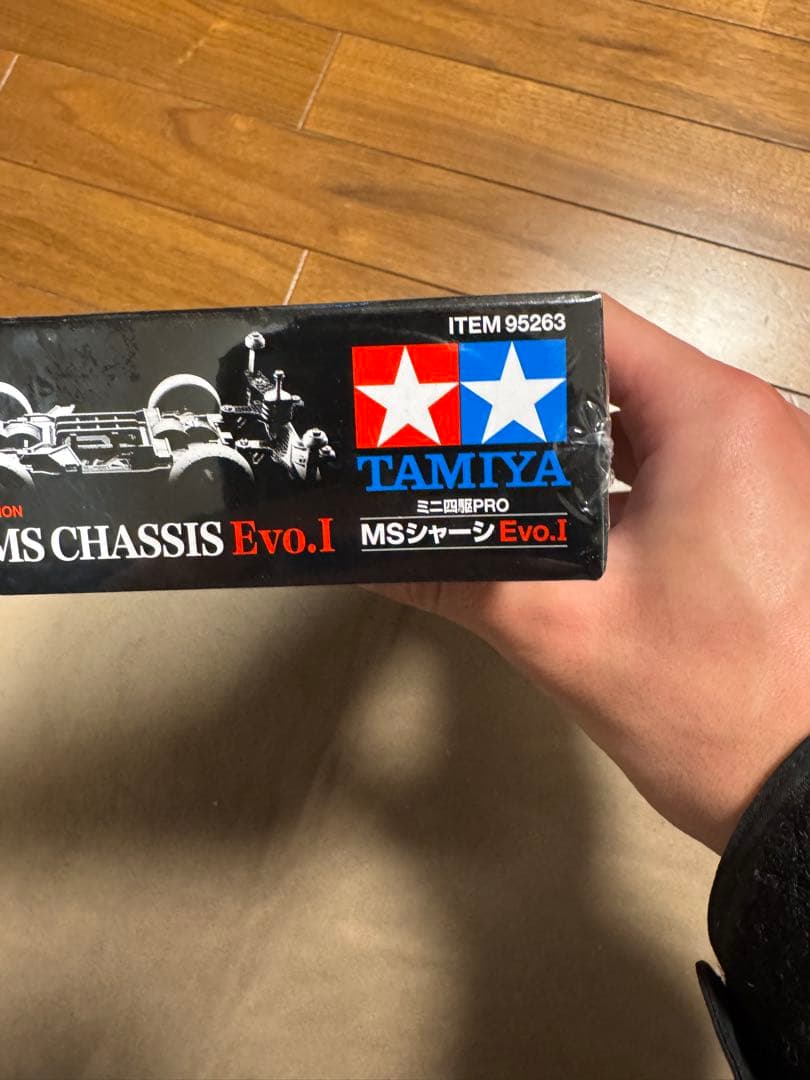 ITEM 95263
TAMIYA
ミニ四駆PRO
MSシャーシ Evo.I
ION
MS CHASSIS Evo.I